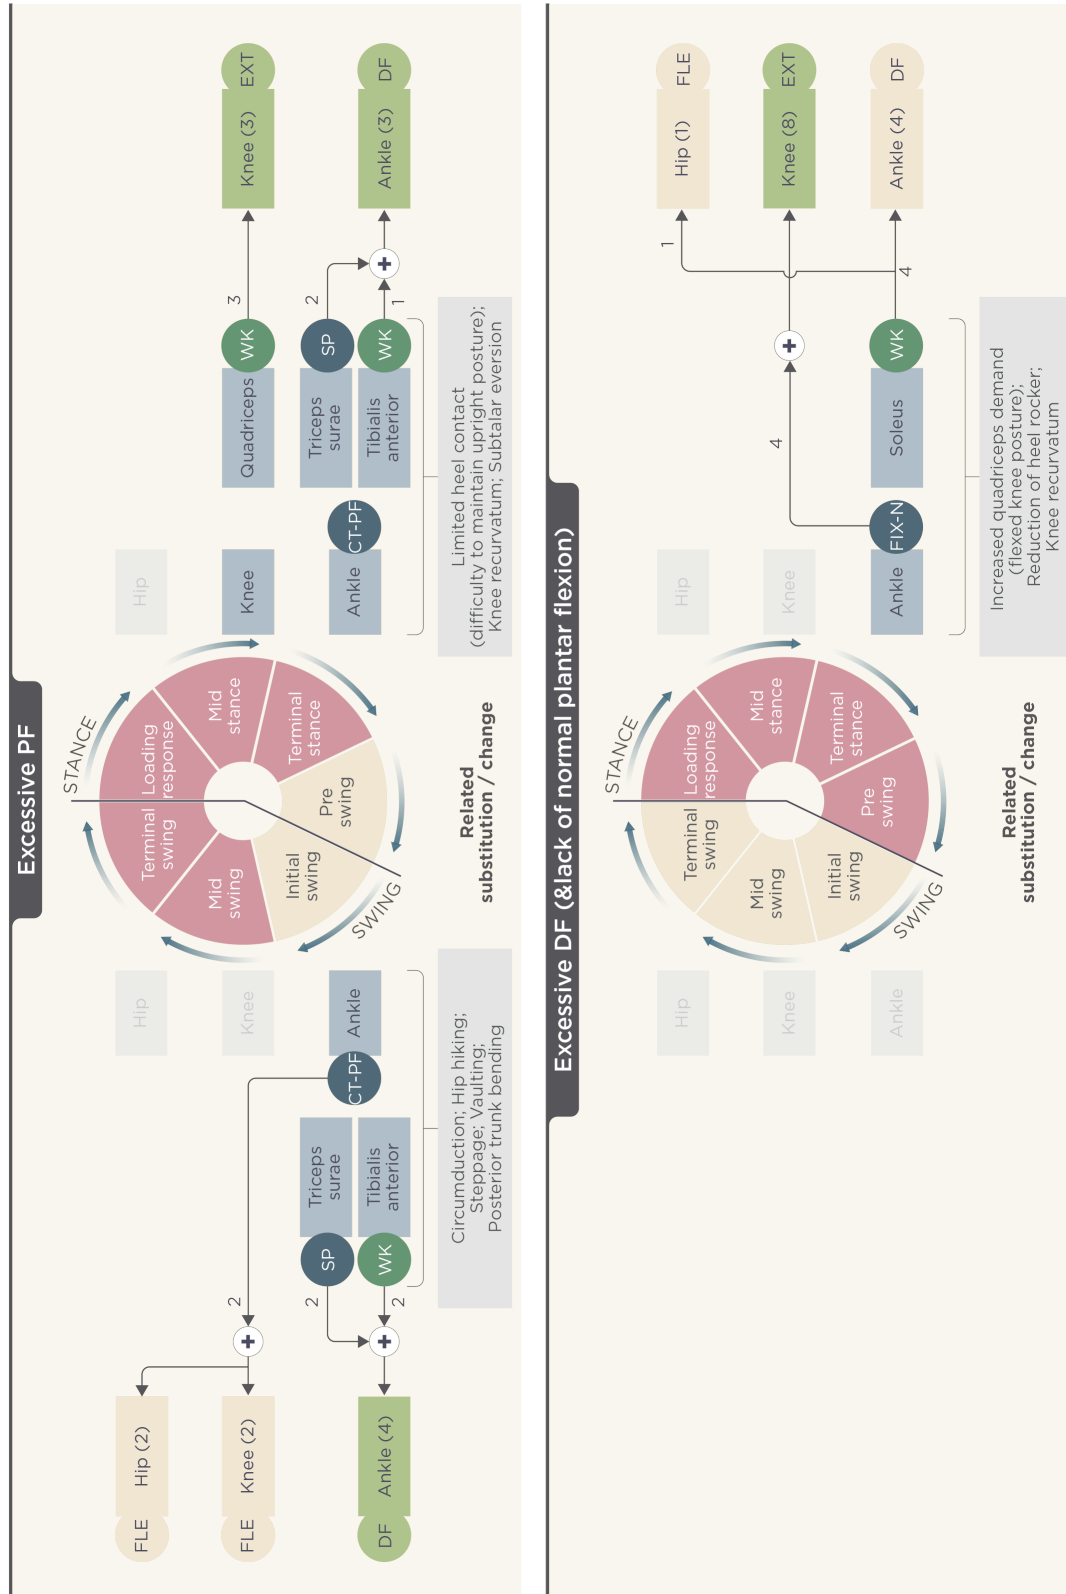 Excessive PF
FLE
Hip (2)
FLE
Knee (2)
DF
Ankle (4)
2
2
2
SP
WK
Triceps
surae
Tibialis
anterior
CT-PF
Hip
Knee
Ankle
Circumduction; Hip hiking;
Steppage; Vaulting;
Posterior trunk bending
STANCE
SWING
Terminal
swing
Loading
response
Mid
swing
Mid
stance
Initial
swing
Terminal
stance
Pre
swing
Related
substitution / change
Hip
Knee
Ankle
CT-PF
Quadriceps
Triceps
surae
Tibialis
anterior
WK
SP
WK
3
2
1
Knee (3)
EXT
Ankle (3)
DF
Limited heel contact
(difficulty to maintain upright posture);
Knee recurvatum; Subtalar eversion
Excessive DF (&lack of normal plantar flexion)
Hip
Knee
Ankle
STANCE
SWING
Terminal
swing
Loading
response
Mid
swing
Mid
stance
Initial
swing
Terminal
stance
Pre
swing
Related
substitution / change
Hip
Knee
Ankle
FIX-N
Soleus
WK
4
1
4
Hip (1)
FLE
Knee (8)
EXT
Ankle (4)
DF
Increased quadriceps demand
(flexed knee posture);
Reduction of heel rocker;
Knee recurvatum